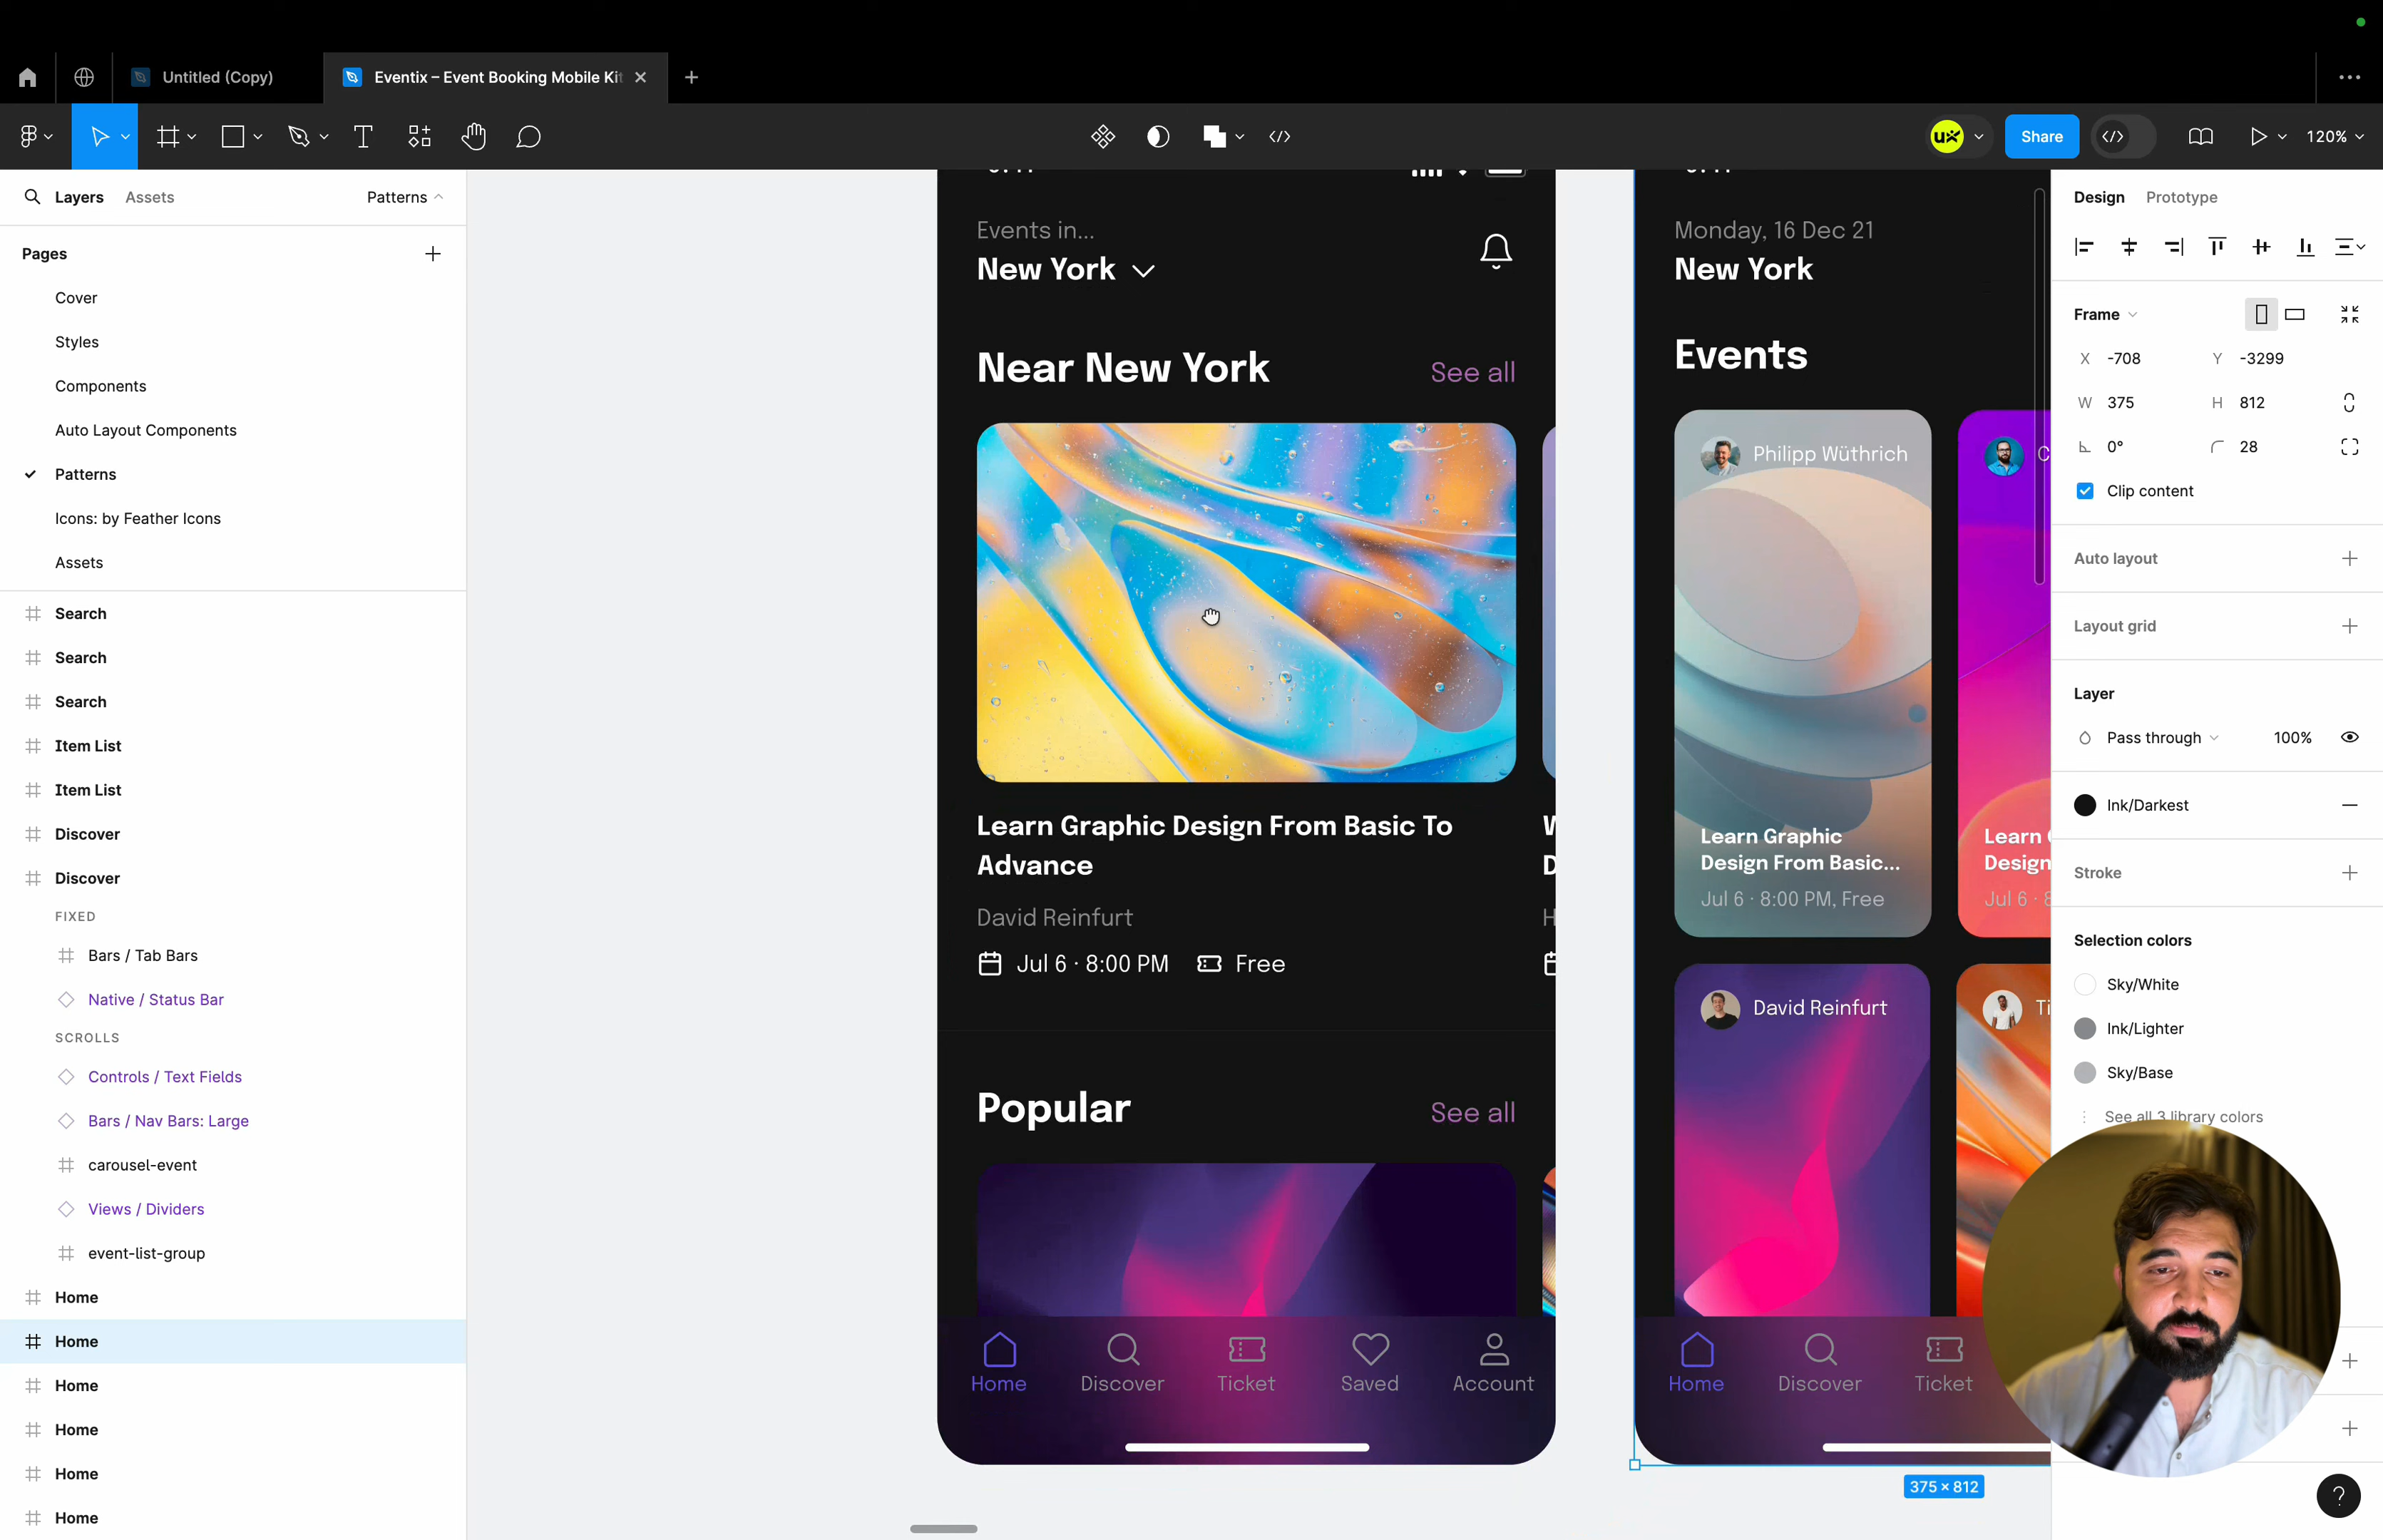 Untitled (Copy)
Eventix – Event Booking Mobile Kit
Share
120%
Layers
Assets
Patterns
Pages
Cover
Styles
Components
Auto Layout Components
Patterns
Icons: by Feather Icons
Assets
Search
Search
Search
Item List
Item List
Discover
Discover
FIXED
Bars / Tab Bars
Native / Status Bar
SCROLLS
Controls / Text Fields
Bars / Nav Bars: Large
carousel-event
Views / Dividers
event-list-group
Home
Home
Home
Home
Home
Home
Events in...
New York
Near New York
See all
Learn Graphic Design From Basic To
Advance
David Reinfurt
Jul 6 · 8:00 PM
Free
Popular
See all
Home
Discover
Ticket
Saved
Account
Monday, 16 Dec 21
New York
Events
Philipp Wüthrich
Learn Graphic
Design From Basic...
Jul 6 · 8:00 PM, Free
Design
Jul 6 · 8
David Reinfurt
Home
Discover
Ticket
375 × 812
Design
Prototype
Frame
X -708
Y -3299
W 375
H 812
0°
28
Clip content
Auto layout
Layout grid
Layer
Pass through
100%
Ink/Darkest
Stroke
Selection colors
Sky/White
Ink/Lighter
Sky/Base
See all 3 library colors
?